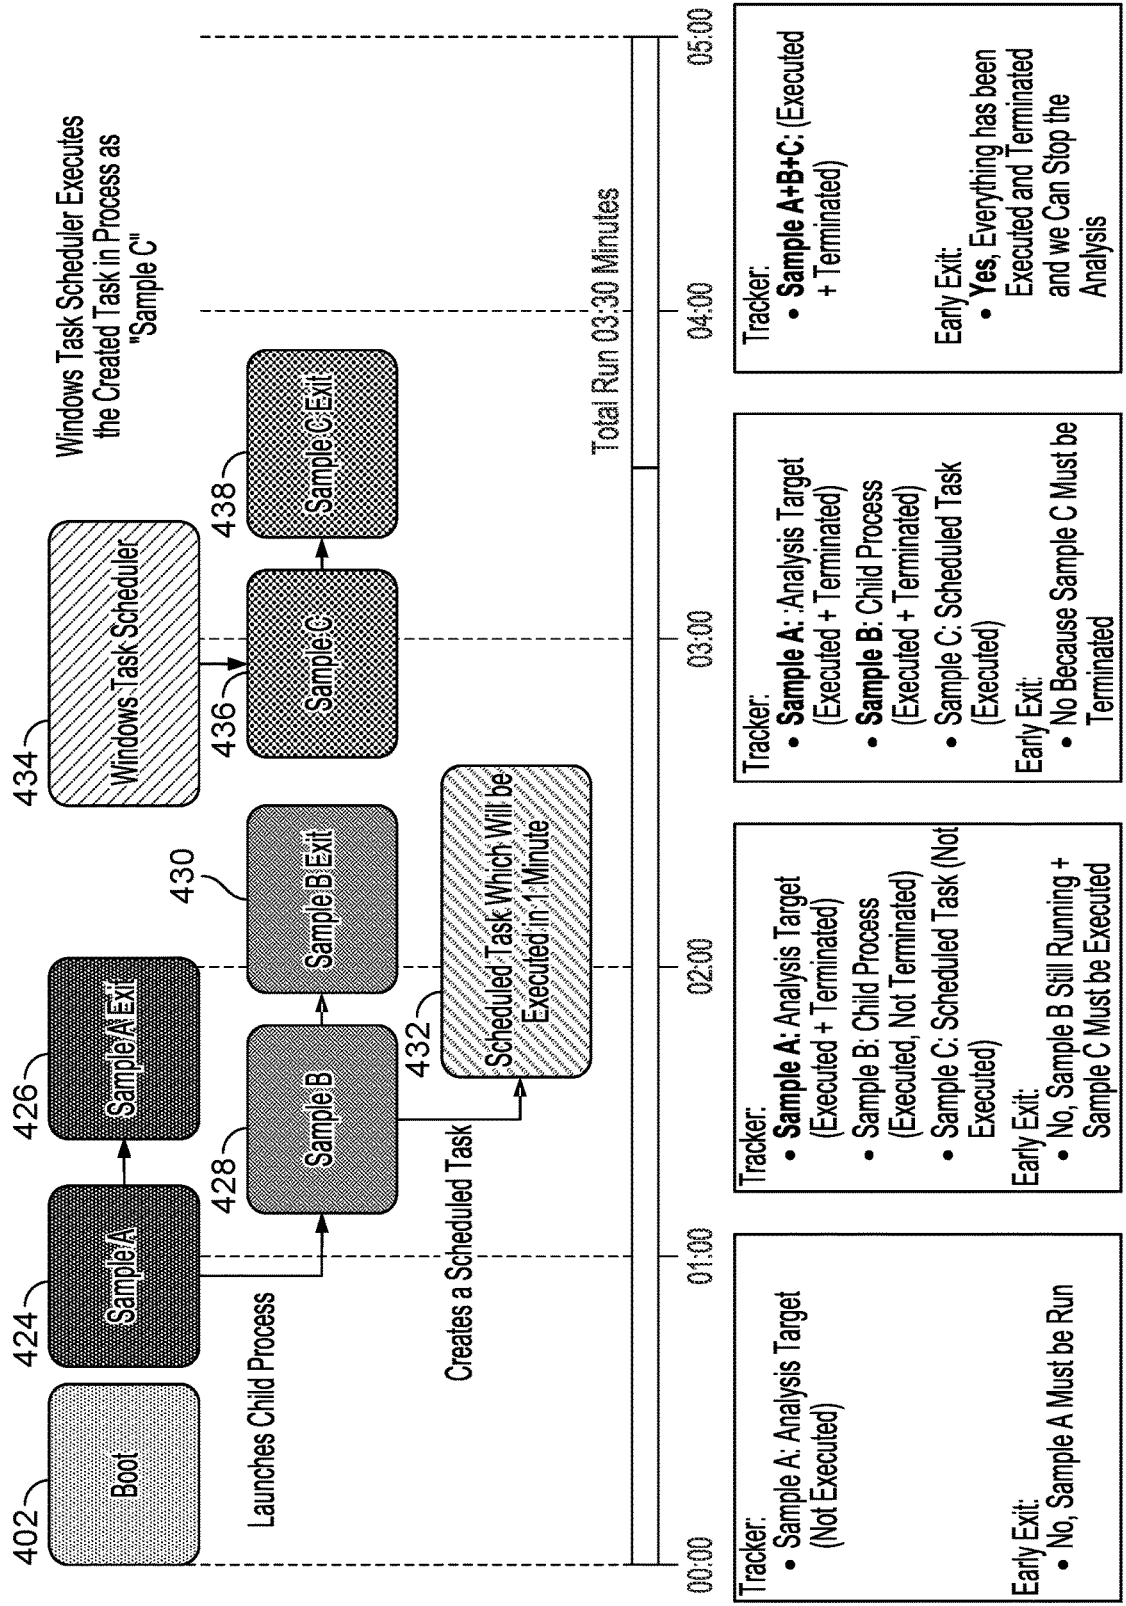 402
Boot
424
Sample A
426
Sample A Exit
434
Windows Task Scheduler
Windows Task Scheduler Executes
the Created Task in Process as
"Sample C"
Launches Child Process
428
Sample B
430
Sample B Exit
436
Sample C
438
Sample C Exit
Creates a Scheduled Task
432
Scheduled Task Which Will be
Executed in 1 Minute
Total Run 03:30 Minutes
00:00
01:00
02:00
03:00
04:00
05:00
Tracker:
• Sample A: Analysis Target
(Not Executed)
Early Exit:
• No, Sample A Must be Run
Tracker:
• Sample A: Analysis Target
(Executed + Terminated)
• Sample B: Child Process
(Executed, Not Terminated)
• Sample C: Scheduled Task (Not
Executed)
Early Exit:
• No, Sample B Still Running +
Sample C Must be Executed
Tracker:
• Sample A: :Analysis Target
(Executed + Terminated)
• Sample B: Child Process
(Executed + Terminated)
• Sample C: Scheduled Task
(Executed)
Early Exit:
• No Because Sample C Must be
Terminated
Tracker:
• Sample A+B+C: (Executed
+ Terminated)
Early Exit:
• Yes, Everything has been
Executed and Terminated
and we Can Stop the
Analysis